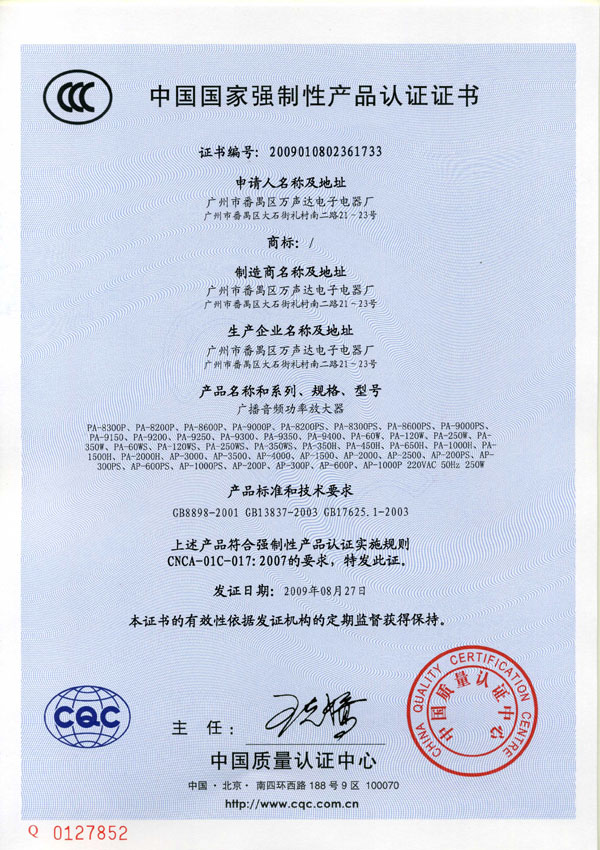 CCC
中国国家强制性产品认证证书
证书编号: 2009010802361733
申请人名称及地址
广州市番禺区万声达电子电器厂
广州市番禺区大石街礼村南二路21-23号
商标: /
制造商名称及地址
广州市番禺区万声达电子电器厂
广州市番禺区大石街礼村南二路21-23号
生产企业名称及地址
广州市番禺区万声达电子电器厂
广州市番禺区大石街礼村南二路21-23号
产品名称和系列、规格、型号
广播音频功率放大器
PA-8300P、PA-8200P、PA-8600P、PA-9000P、PA-8200PS、PA-8300PS、PA-8600PS、PA-9000PS、
PA-9150、PA-9200、PA-9250、PA-9300、PA-9350、PA-9400、PA-60W、PA-120W、PA-250W、PA-
350W、PA-60WS、PA-120WS、PA-250WS、PA-350WS、PA-350H、PA-450H、PA-650H、PA-1000H、PA-
1500H、PA-2000H、AP-3000、AP-3500、AP-4000、AP-1500、AP-2000、AP-2500、AP-200PS、AP-
300PS、AP-600PS、AP-1000PS、AP-200P、AP-300P、AP-600P、AP-1000P 220VAC 50Hz 250W
产品标准和技术要求
GB8898-2001 GB13837-2003 GB17625.1-2003
上述产品符合强制性产品认证实施规则
CNCA-01C-017: 2007的要求，特发此证。
发证日期: 2009年08月27日
本证书的有效性依据发证机构的定期监督获得保持。
CHINA QUALITY CERTIFICATION CENTRE
中国质量认证中心
CQC
主 任:
中国质量认证中心
中国·北京·南四环西路 188 号 9 区 100070
http://www.cqc.com.cn
Q 0127852